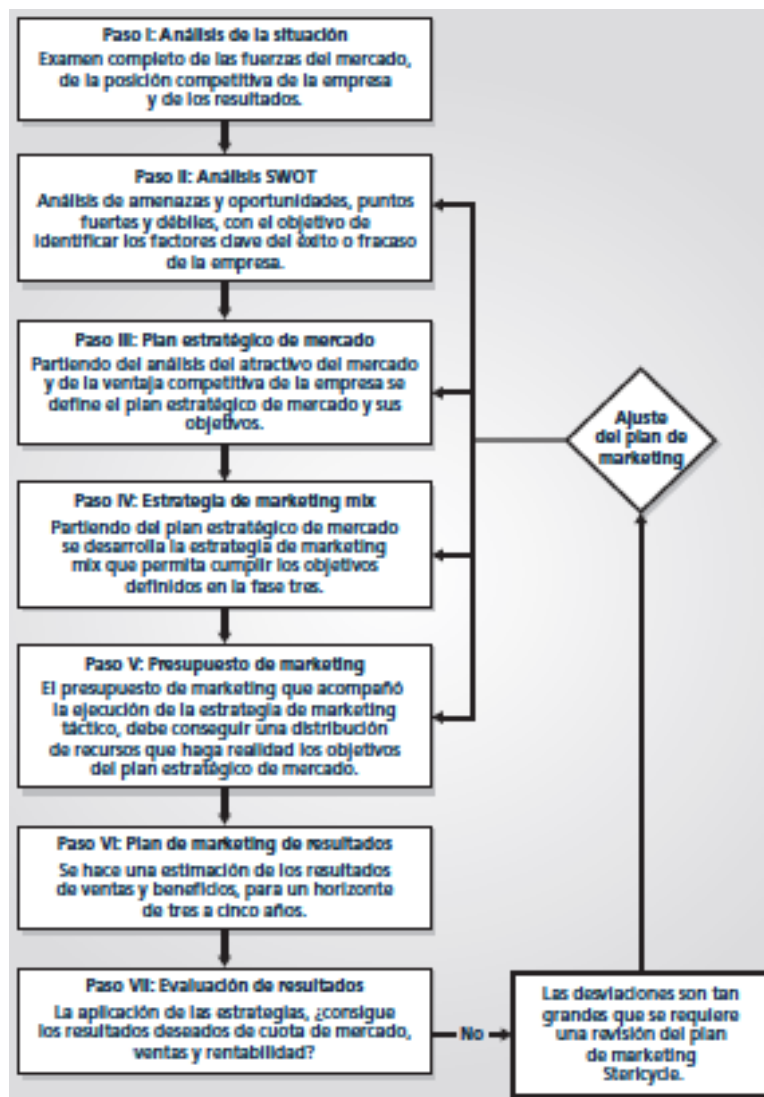 Paso I: Análisis de la situación
Examen completo de las fuerzas del mercado,
de la posición competitiva de la empresa
y de los resultados.
Paso II: Análisis SWOT
Análisis de amenazas y oportunidades, puntos
fuertes y débiles, con el objetivo de
identificar los factores clave del éxito o fracaso
de la empresa.
Paso III: Plan estratégico de mercado
Partiendo del análisis del atractivo del mercado
y de la ventaja competitiva de la empresa se
define el plan estratégico de mercado y sus
objetivos.
Paso IV: Estrategia de marketing mix
Partiendo del plan estratégico de mercado
se desarrolla la estrategia de marketing
mix que permita cumplir los objetivos
definidos en la fase tres.
Paso V: Presupuesto de marketing
El presupuesto de marketing que acompañó
la ejecución de la estrategia de marketing
táctico, debe conseguir una distribución
de recursos que haga realidad los objetivos
del plan estratégico de mercado.
Paso VI: Plan de marketing de resultados
Se hace una estimación de los resultados
de ventas y beneficios, para un horizonte
de tres a cinco años.
Paso VII: Evaluación de resultados
La aplicación de las estrategias, ¿consigue
los resultados deseados de cuota de mercado,
ventas y rentabilidad?
No
Las desviaciones son tan
grandes que se requiere
una revisión del plan
de marketing
Stericycle.
Ajuste
del plan de
marketing